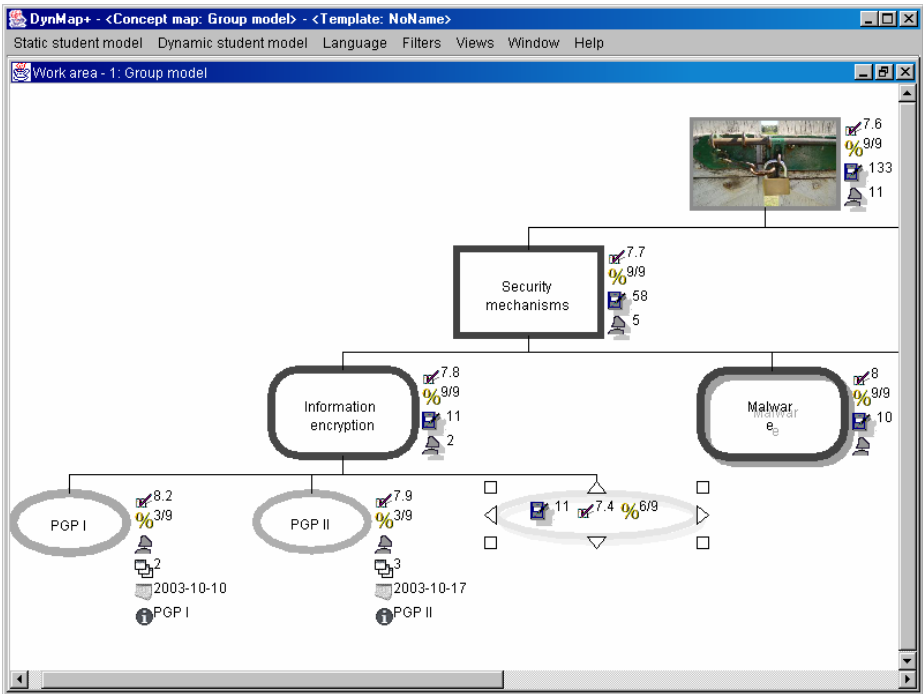 DynMap+ - <Concept map: Group model> - <Template: NoName>
Static student model Dynamic student model Language Filters Views Window Help
Work area - 1: Group model
7.6
% 9/9
133
11
Security
mechanisms
7.7
% 9/9
58
5
Information
encryption
7.8
% 9/9
11
2
Malwar
e
8
% 9/9
10
PGP I
8.2
% 3/9
2
2003-10-10
PGP I
PGP II
7.9
% 3/9
3
2003-10-17
PGP II
11 7.4 % 6/9